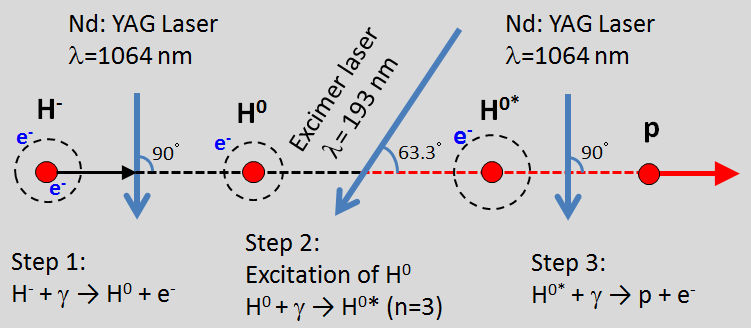 Nd: YAG Laser
λ=1064 nm
Nd: YAG Laser
λ=1064 nm
Excimer laser
λ= 193 nm
H⁻
H⁰
H⁰*
p
e⁻
e⁻
e⁻
e⁻
90°
63.3°
90°
Step 1:
H⁻ + γ → H⁰ + e⁻
Step 2:
Excitation of H⁰
H⁰ + γ → H⁰* (n=3)
Step 3:
H⁰* + γ → p + e⁻